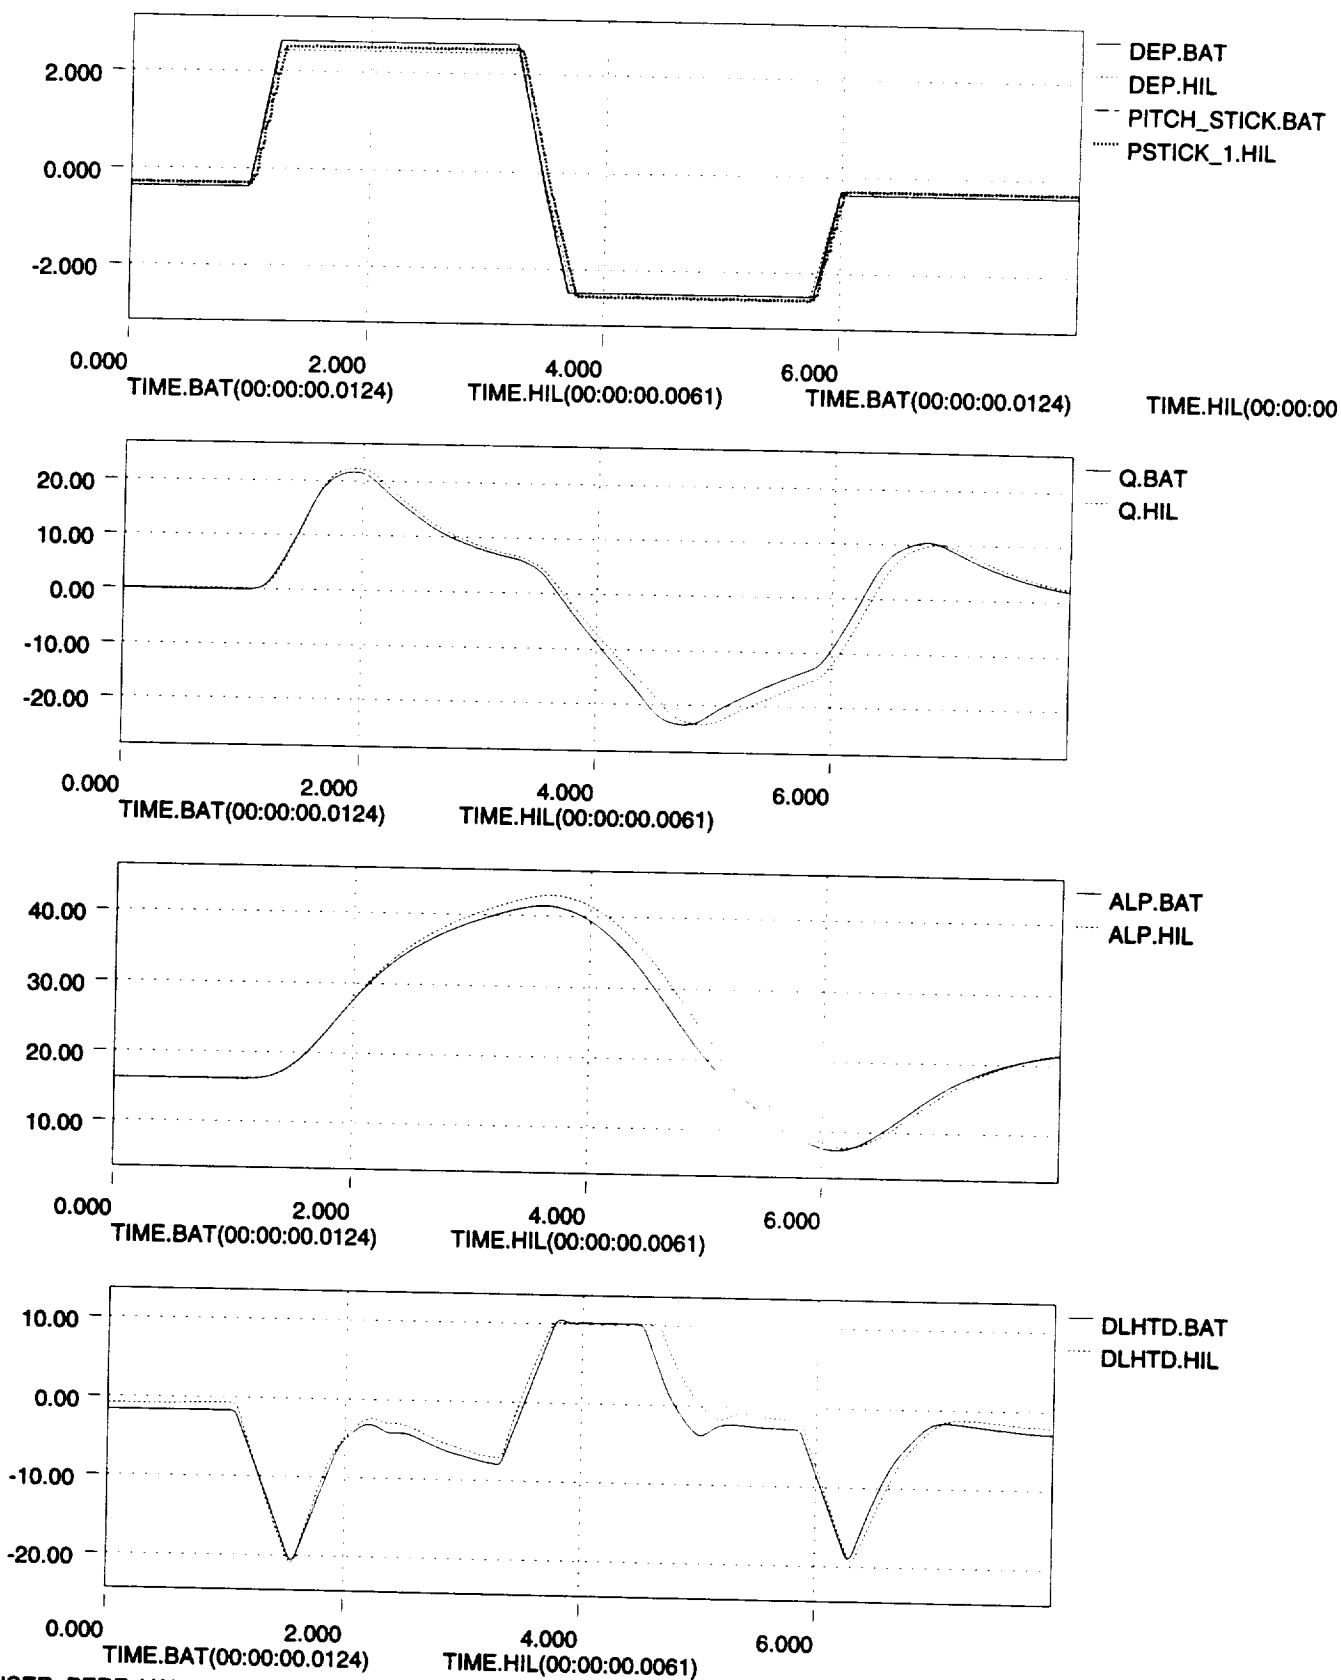 2.000
0.000
-2.000
DEP.BAT
DEP.HIL
PITCH_STICK.BAT
PSTICK_1.HIL
0.000 2.000 4.000 6.000
TIME.BAT(00:00:00.0124) TIME.HIL(00:00:00.0061) TIME.BAT(00:00:00.0124) TIME.HIL(00:00:00
20.00
10.00
0.00
-10.00
-20.00
Q.BAT
Q.HIL
0.000 2.000 4.000 6.000
TIME.BAT(00:00:00.0124) TIME.HIL(00:00:00.0061)
40.00
30.00
20.00
10.00
ALP.BAT
ALP.HIL
0.000 2.000 4.000 6.000
TIME.BAT(00:00:00.0124) TIME.HIL(00:00:00.0061)
10.00
0.00
-10.00
-20.00
DLHTD.BAT
DLHTD.HIL
0.000 2.000 4.000 6.000
TIME.BAT(00:00:00.0124) TIME.HIL(00:00:00.0061)